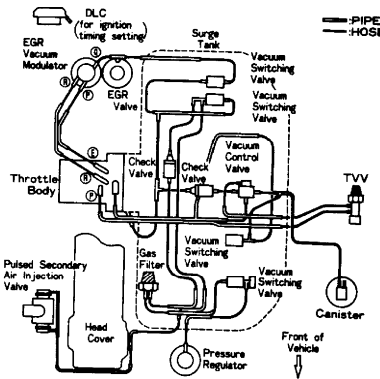 DLC
(for ignition
timing setting)
:PIPE
:HOSE
EGR
Vacuum
Modulator
Q
R
P
EGR
Valve
Surge
Tank
Vacuum
Switching
Valve
Vacuum
Switching
Valve
E
R
P
Throttle
Body
Check
Valve
Check
Valve
Vacuum
Control
Valve
TVV
Vacuum
Switching
Valve
Gas
Filter
Vacuum
Switching
Valve
Pulsed Secondary
Air Injection
Valve
Head
Cover
Canister
Pressure
Regulator
Front of
Vehicle